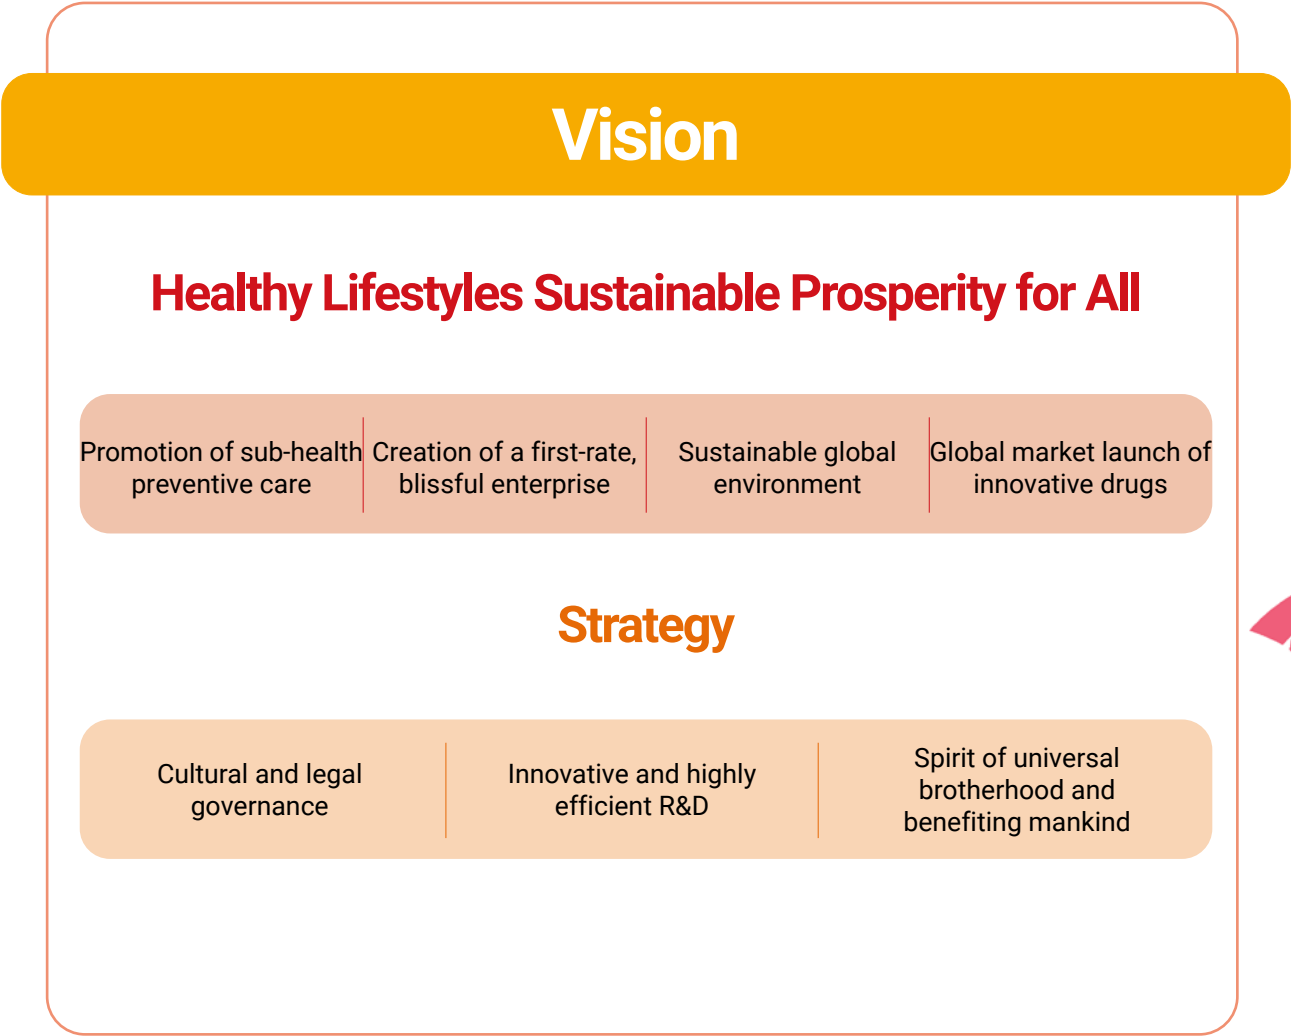 Vision
Healthy Lifestyles Sustainable Prosperity for All
Promotion of sub-health
preventive care
Creation of a first-rate,
blissful enterprise
Sustainable global
environment
Global market launch of
innovative drugs
Strategy
Cultural and legal
governance
Innovative and highly
efficient R&D
Spirit of universal
brotherhood and
benefiting mankind